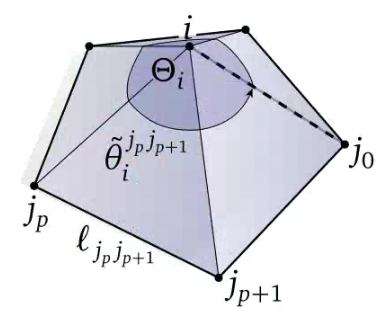 i
Θ_i
θ̃_i^{j_p j_{p+1}}
j_0
j_p
ℓ_{j_p j_{p+1}}
j_{p+1}